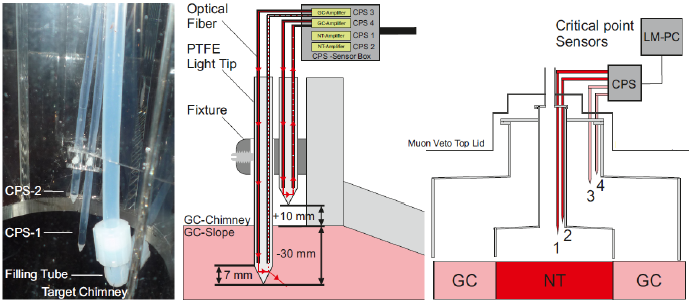 CPS-2
CPS-1
Filling Tube
Target Chimney
Optical
Fiber
PTFE
Light Tip
Fixture
GC-Amplifier CPS 3
GC-Amplifier CPS 4
NT-Amplifier CPS 1
NT-Amplifier CPS 2
CPS -Sensor Box
+10 mm
GC-Chimney
GC-Slope
-30 mm
7 mm
Critical point
Sensors
LM-PC
CPS
Muon Veto Top Lid
4
3
2
1
GC
NT
GC